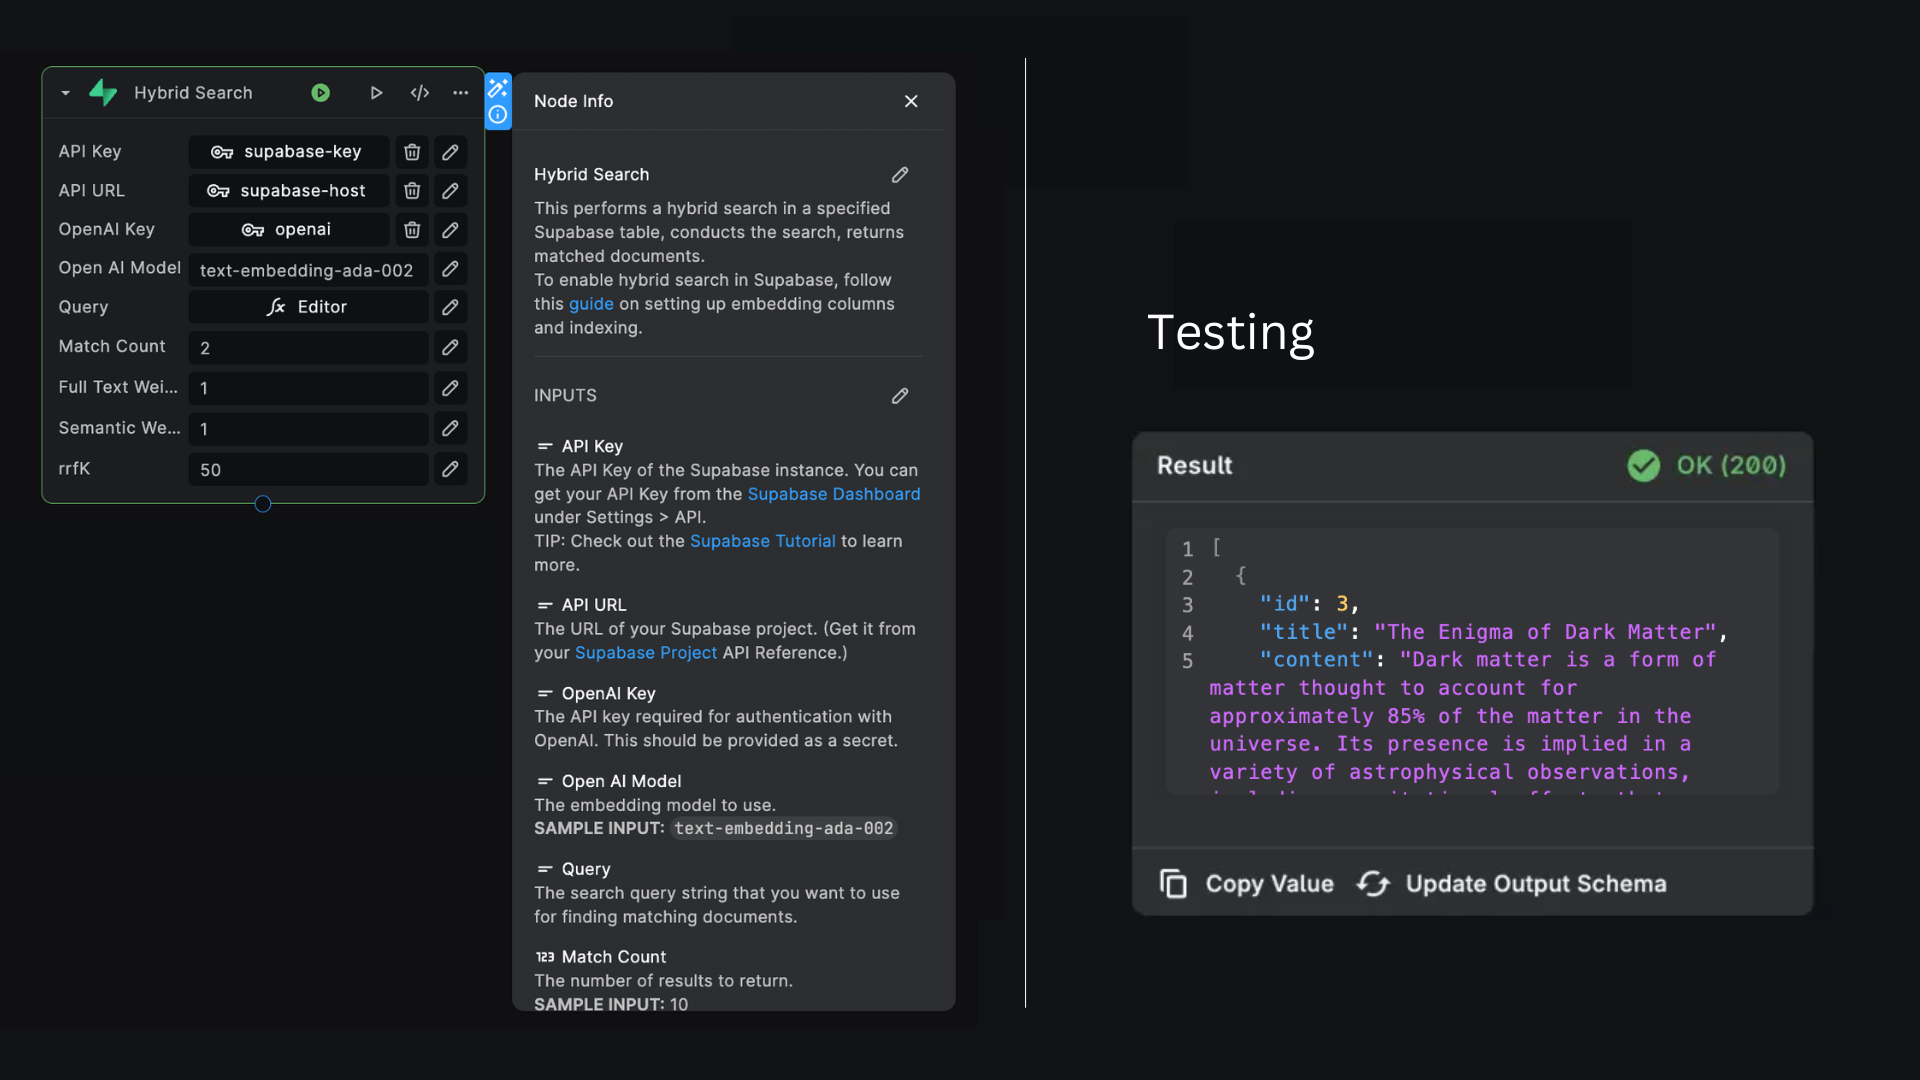 Hybrid Search
API Key
supabase-key
API URL
supabase-host
OpenAI Key
openai
Open AI Model
text-embedding-ada-002
Query
Editor
Match Count
2
Full Text Wei...
1
Semantic We...
1
rrfK
50
Node Info
Hybrid Search
This performs a hybrid search in a specified
Supabase table, conducts the search, returns
matched documents.
To enable hybrid search in Supabase, follow
this guide on setting up embedding columns
and indexing.
INPUTS
API Key
The API Key of the Supabase instance. You can
get your API Key from the Supabase Dashboard
under Settings > API.
TIP: Check out the Supabase Tutorial to learn
more.
API URL
The URL of your Supabase project. (Get it from
your Supabase Project API Reference.)
OpenAI Key
The API key required for authentication with
OpenAI. This should be provided as a secret.
Open AI Model
The embedding model to use.
SAMPLE INPUT: text-embedding-ada-002
Query
The search query string that you want to use
for finding matching documents.
123 Match Count
The number of results to return.
SAMPLE INPUT: 10
Testing
Result
OK (200)
1 [
2 {
3 "id": 3,
4 "title": "The Enigma of Dark Matter",
5 "content": "Dark matter is a form of
matter thought to account for
approximately 85% of the matter in the
universe. Its presence is implied in a
variety of astrophysical observations,
Copy Value
Update Output Schema